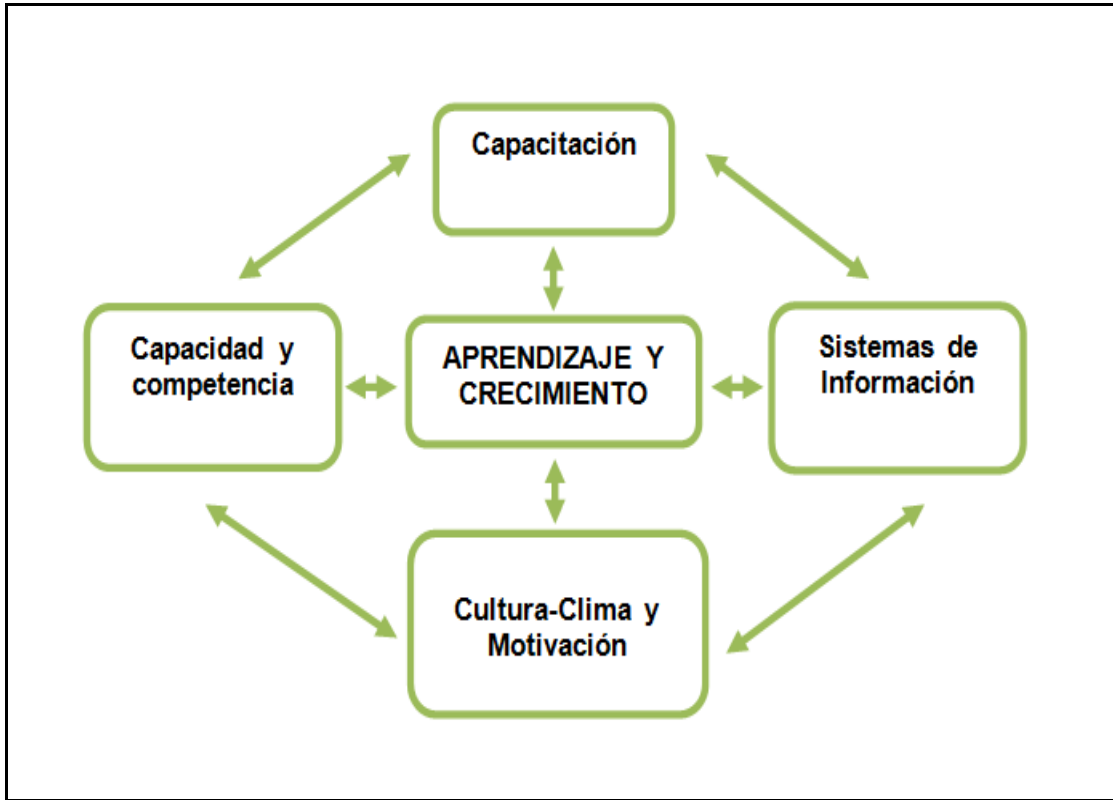 Capacitación
Capacidad y
competencia
APRENDIZAJE Y
CRECIMIENTO
Sistemas de
Información
Cultura-Clima y
Motivación